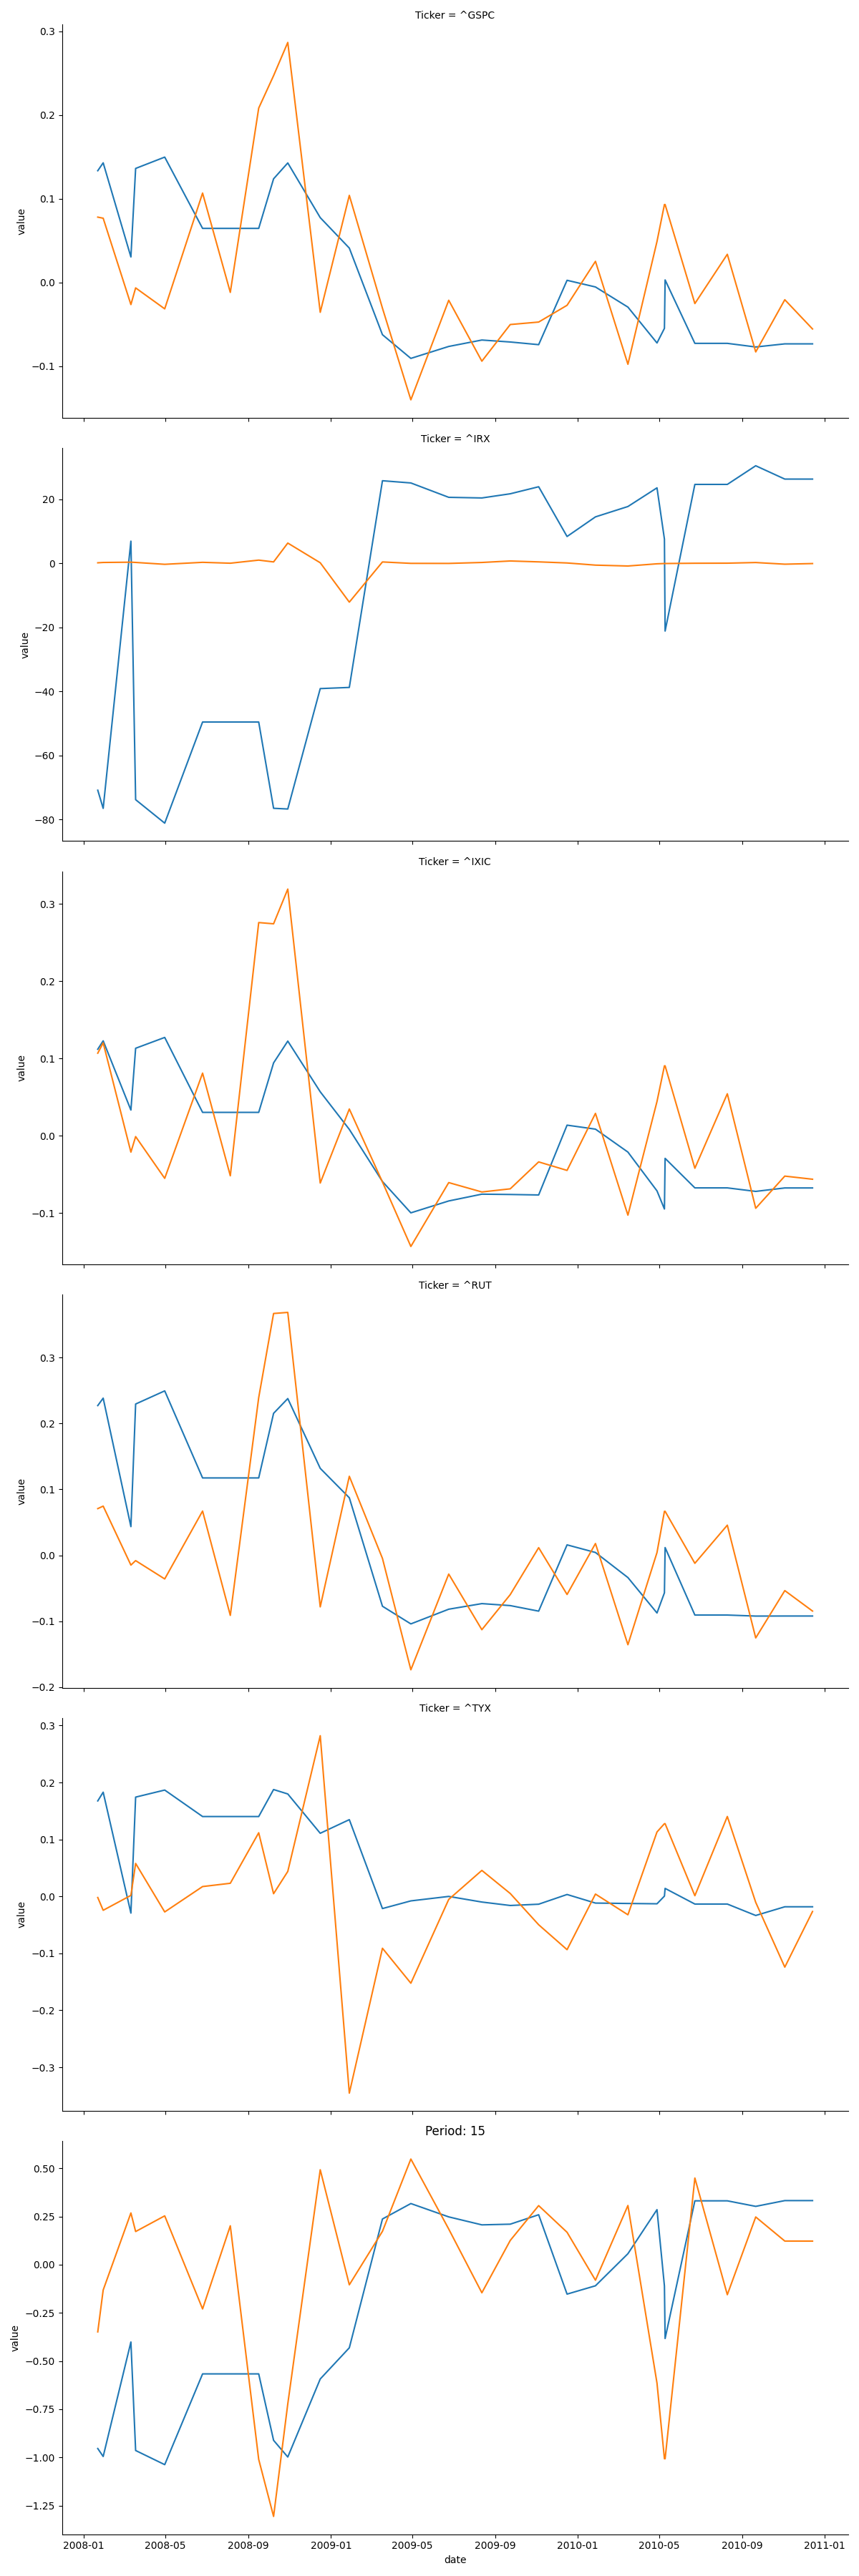 Ticker = ^GSPC
0.3
0.2
0.1
0.0
−0.1
value
Ticker = ^IRX
20
0
−20
−40
−60
−80
value
Ticker = ^IXIC
0.3
0.2
0.1
0.0
−0.1
value
Ticker = ^RUT
0.3
0.2
0.1
0.0
−0.1
−0.2
value
Ticker = ^TYX
0.3
0.2
0.1
0.0
−0.1
−0.2
−0.3
value
Period: 15
0.50
0.25
0.00
−0.25
−0.50
−0.75
−1.00
−1.25
value
2008-01 2008-05 2008-09 2009-01 2009-05 2009-09 2010-01 2010-05 2010-09 2011-01
date